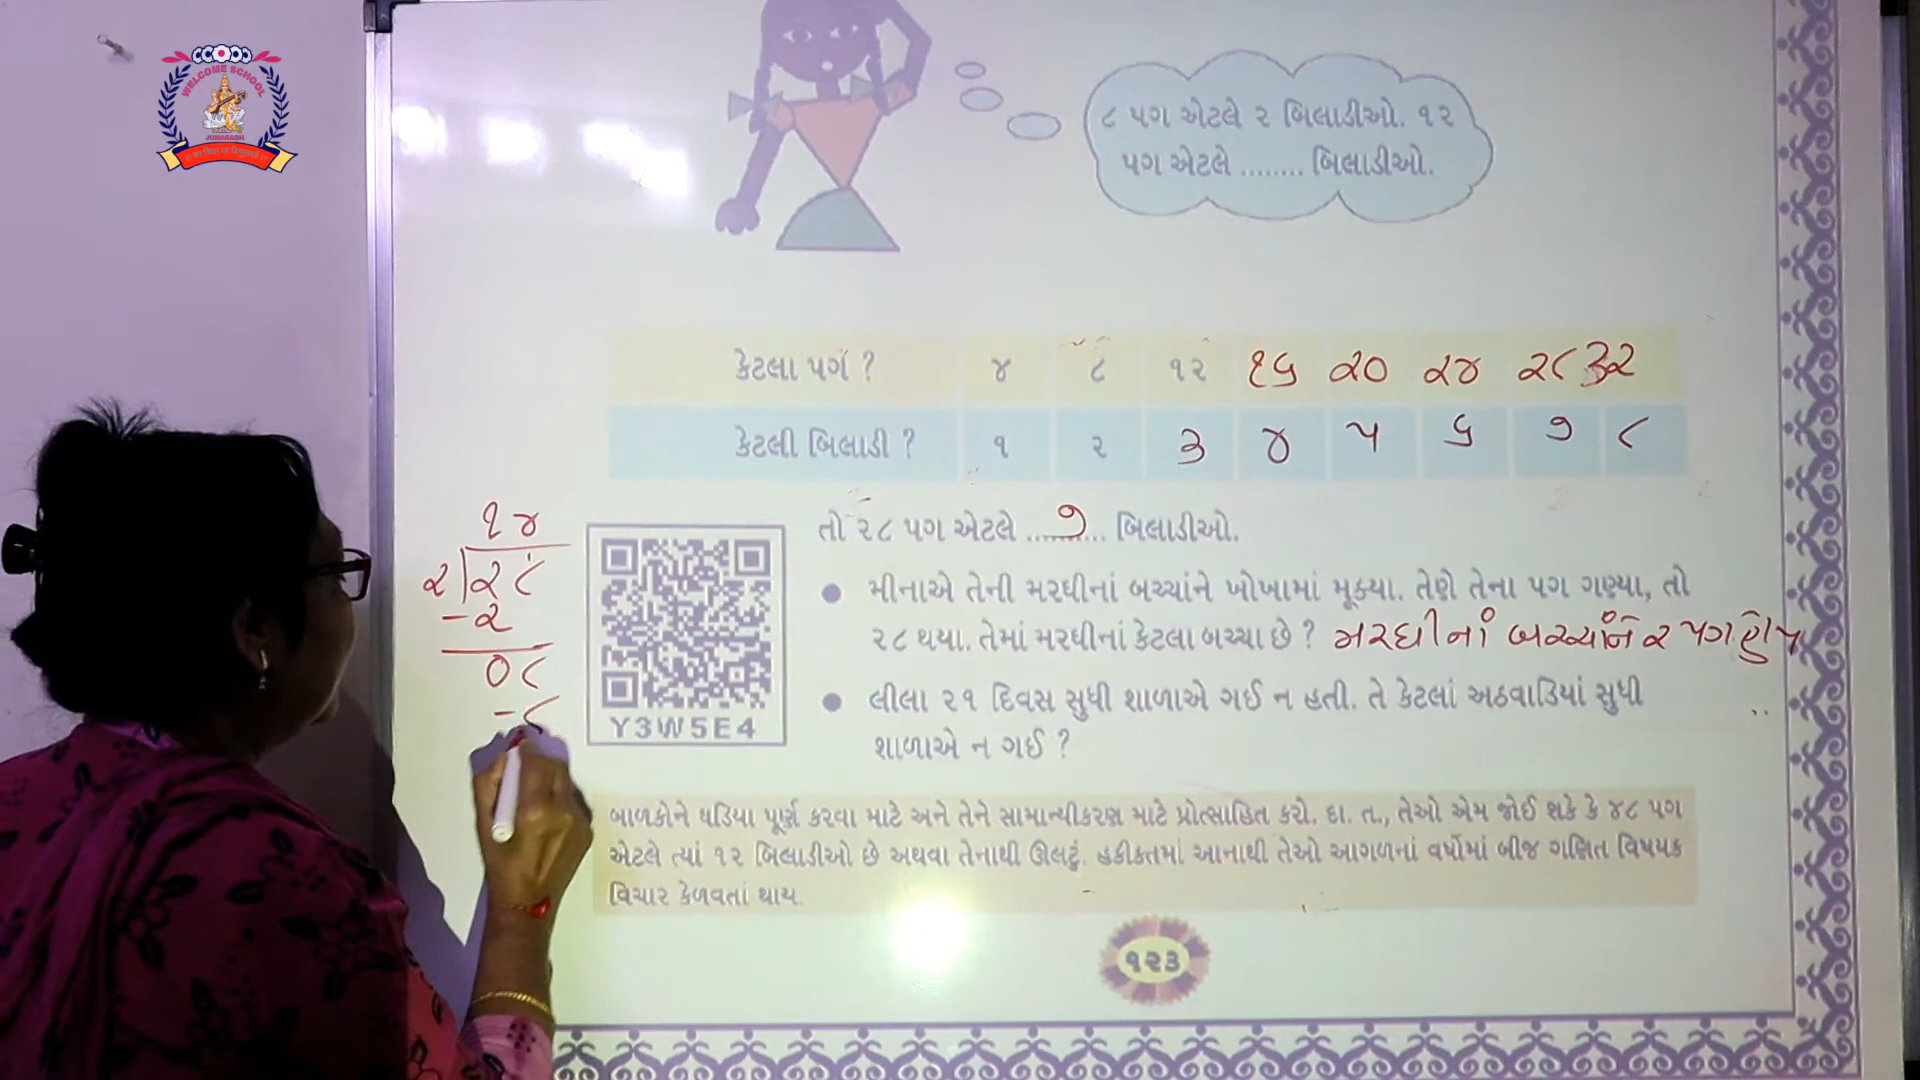 WELCOME SCHOOL
JUNAGADH
૮ પગ એટલે ૨ બિલાડીઓ. ૧૨
પગ એટલે ........ બિલાડીઓ.
કેટલા પગ ? ૪ ૮ ૧૨ ૧૬ ૨૦ ૨૪ ૨૮ ૩૨
કેટલી બિલાડી ? ૧ ૨ ૩ ૪ ૫ ૬ ૭ ૮
તો ૨૮ પગ એટલે ....૭.... બિલાડીઓ.
• મીનાએ તેની મરઘીનાં બચ્ચાંને ખોખામાં મૂક્યા. તેણે તેના પગ ગણ્યા, તો
૨૮ થયા. તેમાં મરઘીનાં કેટલા બચ્ચા છે ? મરઘીનાં બચ્ચાંને ૨ પગ હોય
• લીલા ૨૧ દિવસ સુધી શાળાએ ગઈ ન હતી. તે કેટલાં અઠવાડિયાં સુધી
શાળાએ ન ગઈ ?
૧૪
૨ ૨૮
-૨
૦૮
-૮
Y3W5E4
બાળકોને ઘડિયા પૂર્ણ કરવા માટે અને તેને સામાન્યીકરણ માટે પ્રોત્સાહિત કરો. દા. ત., તેઓ એમ જોઈ શકે કે ૪૮ પગ
એટલે ત્યાં ૧૨ બિલાડીઓ છે અથવા તેનાથી ઊલટું. હકીકતમાં આનાથી તેઓ આગળનાં વર્ષોમાં બીજ ગણિત વિષયક
વિચાર કેળવતાં થાય.
૧૨૩